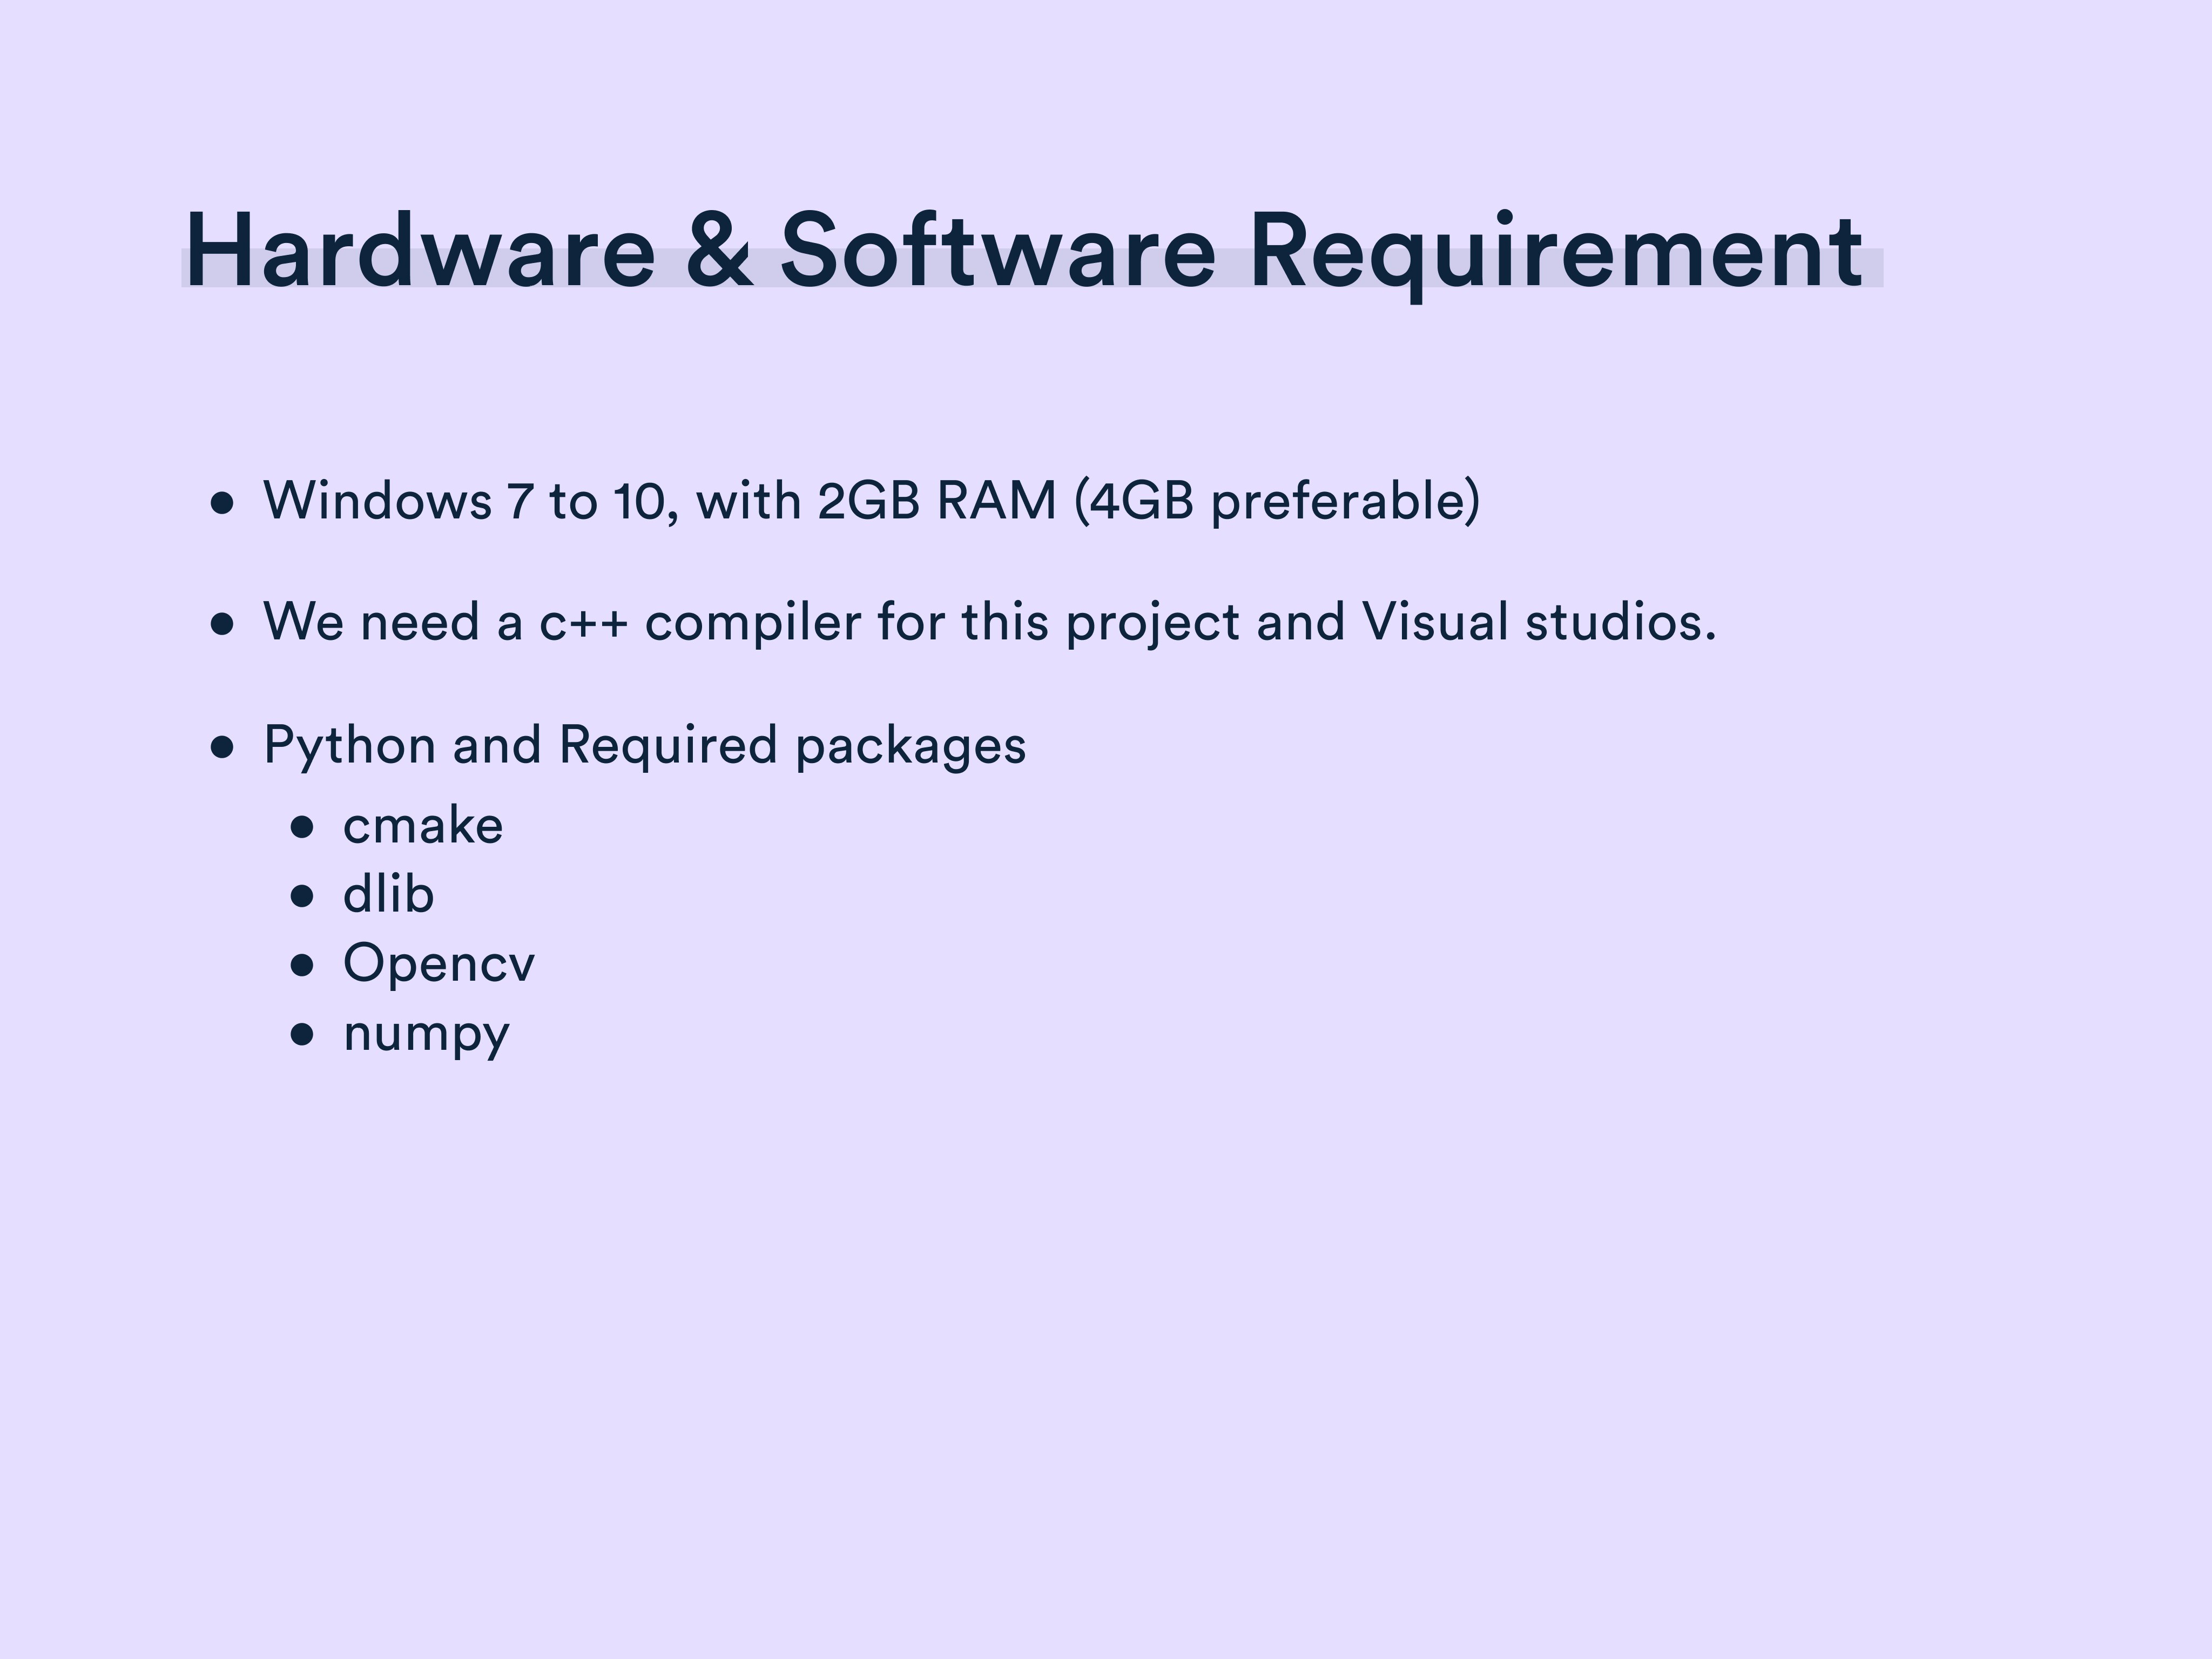 Hardware & Software Requirement
● Windows 7 to 10, with 2GB RAM (4GB preferable)
● We need a c++ compiler for this project and Visual studios.
● Python and Required packages
● cmake
● dlib
● Opencv
● numpy